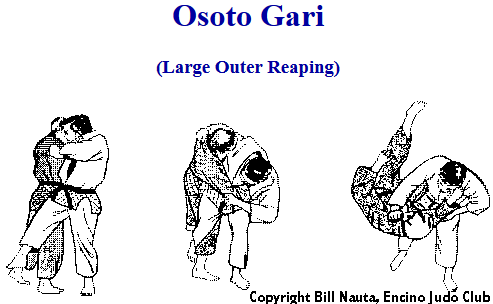 Osoto Gari
(Large Outer Reaping)
Copyright Bill Nauta, Encino Judo Club